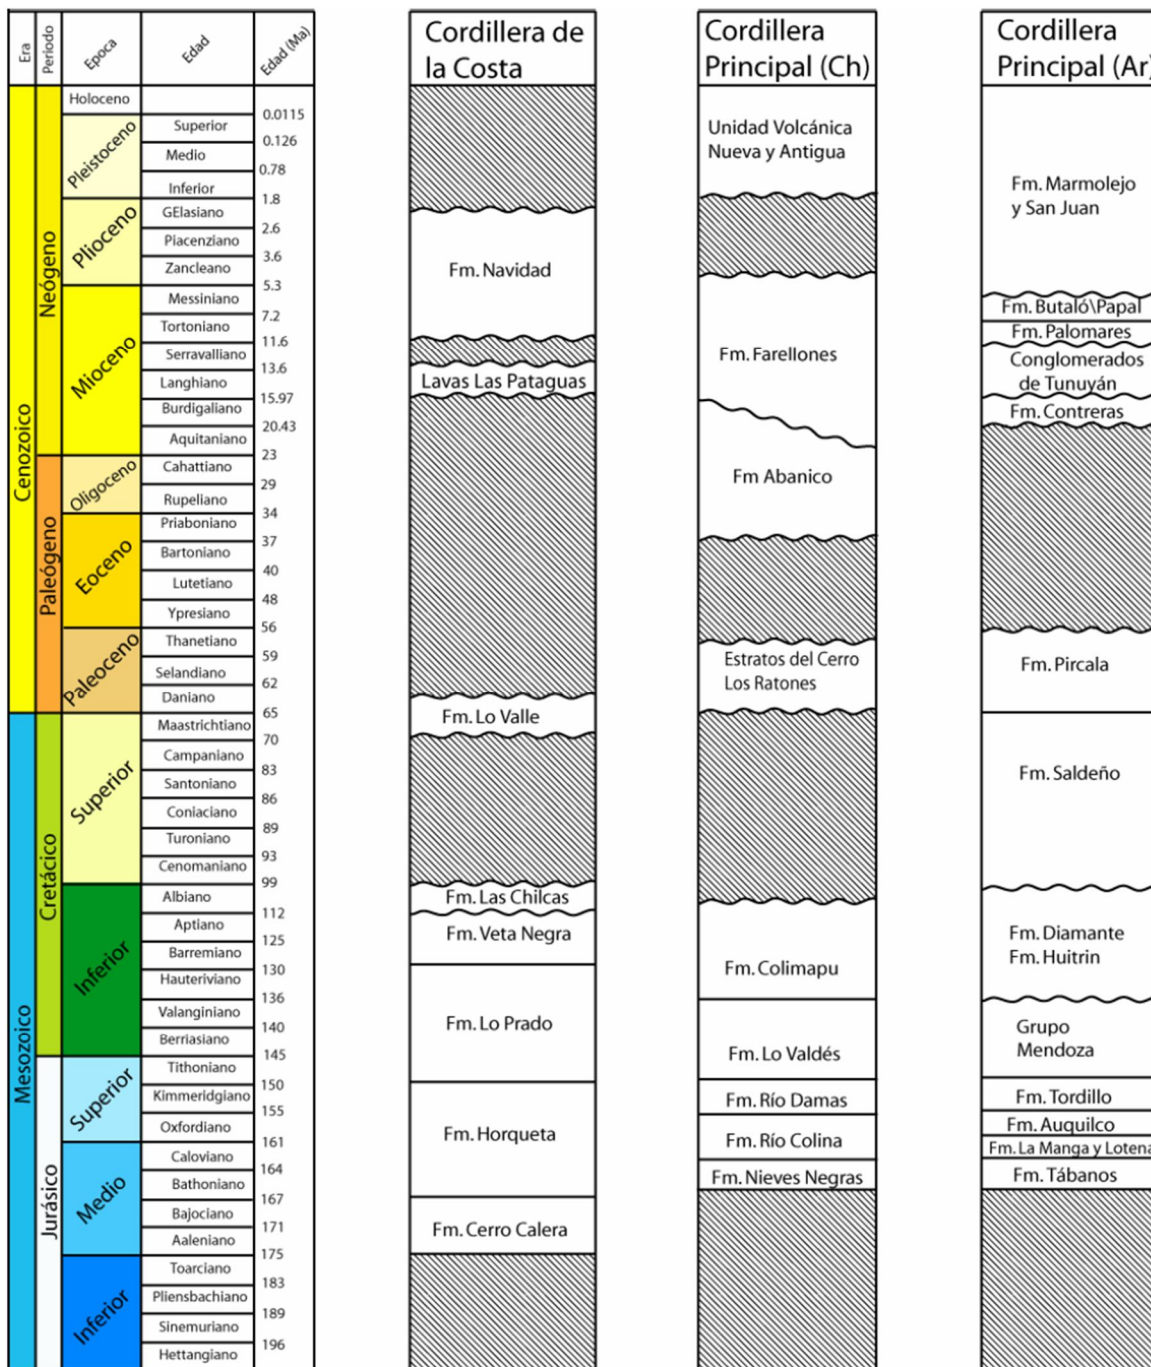 Era
Periodo
Epoca
Edad
Edad (Ma)
Cenozoico
Mesozoico
Neógeno
Paleógeno
Cretácico
Jurásico
Holoceno
Pleistoceno
Plioceno
Mioceno
Oligoceno
Eoceno
Paleoceno
Superior
Inferior
Superior
Medio
Inferior
Superior
Medio
Inferior
GElasiano
Piacenziano
Zancleano
Messiniano
Tortoniano
Serravalliano
Langhiano
Burdigaliano
Aquitaniano
Cahattiano
Rupeliano
Priaboniano
Bartoniano
Lutetiano
Ypresiano
Thanetiano
Selandiano
Daniano
Maastrichtiano
Campaniano
Santoniano
Coniaciano
Turoniano
Cenomaniano
Albiano
Aptiano
Barremiano
Hauteriviano
Valanginiano
Berriasiano
Tithoniano
Kimmeridgiano
Oxfordiano
Caloviano
Bathoniano
Bajociano
Aaleniano
Toarciano
Pliensbachiano
Sinemuriano
Hettangiano
0.0115
0.126
0.78
1.8
2.6
3.6
5.3
7.2
11.6
13.6
15.97
20.43
23
29
34
37
40
48
56
59
62
65
70
83
86
89
93
99
112
125
130
136
140
145
150
155
161
164
167
171
175
183
189
196
Cordillera de
la Costa
Fm. Navidad
Lavas Las Pataguas
Fm. Lo Valle
Fm. Las Chilcas
Fm. Veta Negra
Fm. Lo Prado
Fm. Horqueta
Fm. Cerro Calera
Cordillera
Principal (Ch)
Unidad Volcánica
Nueva y Antigua
Fm. Farellones
Fm Abanico
Estratos del Cerro
Los Ratones
Fm. Colimapu
Fm. Lo Valdés
Fm. Río Damas
Fm. Río Colina
Fm. Nieves Negras
Cordillera
Principal (Ar)
Fm. Marmolejo
y San Juan
Fm. Butaló\Papal
Fm. Palomares
Conglomerados
de Tunuyán
Fm. Contreras
Fm. Pircala
Fm. Saldeño
Fm. Diamante
Fm. Huitrin
Grupo
Mendoza
Fm. Tordillo
Fm. Auquilco
Fm. La Manga y Lotena
Fm. Tábanos